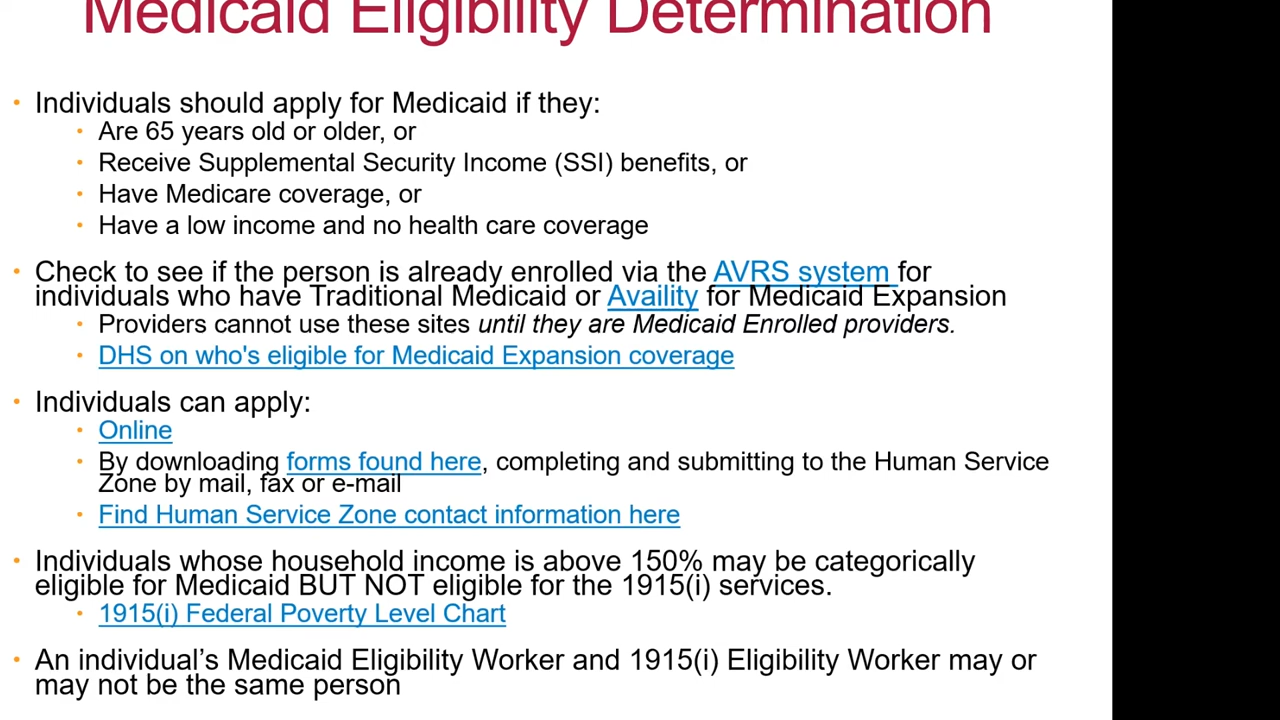 Medicaid Eligibility Determination
• Individuals should apply for Medicaid if they:
• Are 65 years old or older, or
• Receive Supplemental Security Income (SSI) benefits, or
• Have Medicare coverage, or
• Have a low income and no health care coverage
• Check to see if the person is already enrolled via the AVRS system for
individuals who have Traditional Medicaid or Availity for Medicaid Expansion
• Providers cannot use these sites until they are Medicaid Enrolled providers.
• DHS on who's eligible for Medicaid Expansion coverage
• Individuals can apply:
• Online
• By downloading forms found here, completing and submitting to the Human Service
Zone by mail, fax or e-mail
• Find Human Service Zone contact information here
• Individuals whose household income is above 150% may be categorically
eligible for Medicaid BUT NOT eligible for the 1915(i) services.
• 1915(i) Federal Poverty Level Chart
• An individual’s Medicaid Eligibility Worker and 1915(i) Eligibility Worker may or
may not be the same person